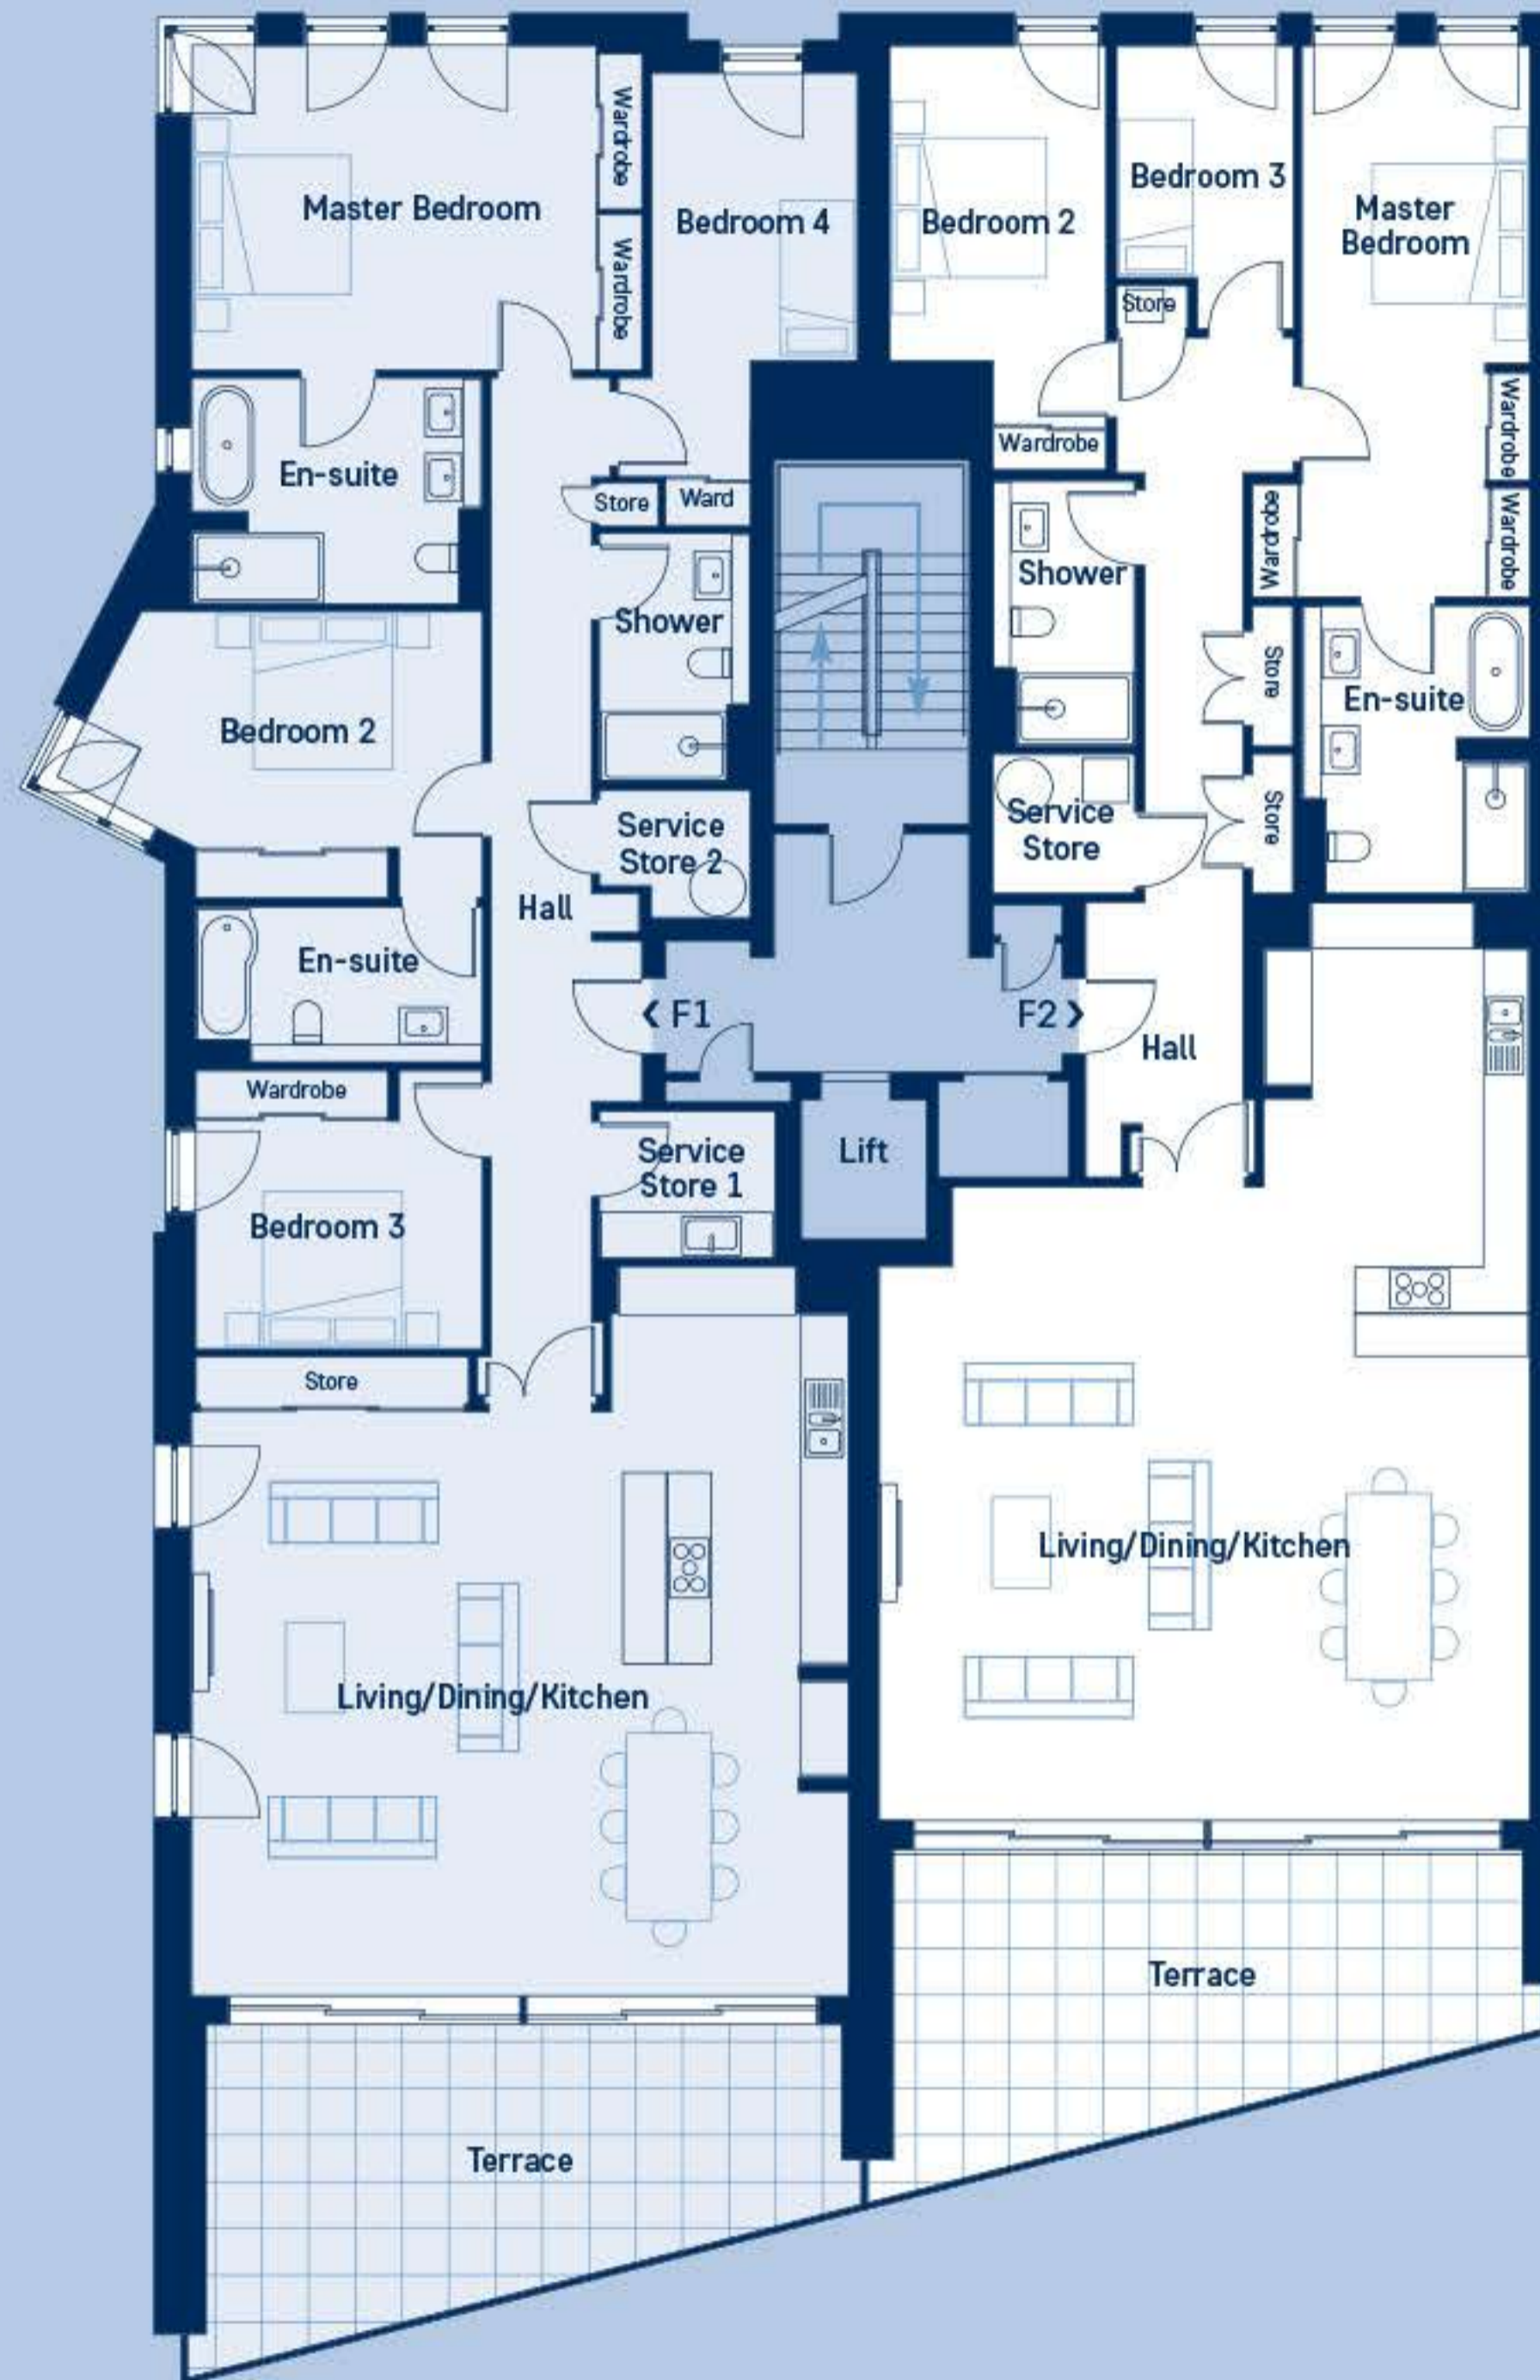 Wardrobe
Master Bedroom
Bedroom 4
Bedroom 2
Bedroom 3
Master
Bedroom
Wardrobe
Store
Wardrobe
Wardrobe
En-suite
Store
Ward
Wardrobe
Wardrobe
Shower
Shower
Store
En-suite
Bedroom 2
Service
Store 2
Service
Store
Store
Hall
En-suite
F1
F2
Hall
Wardrobe
Service
Store 1
Lift
Bedroom 3
Store
Living/Dining/Kitchen
Living/Dining/Kitchen
Terrace
Terrace